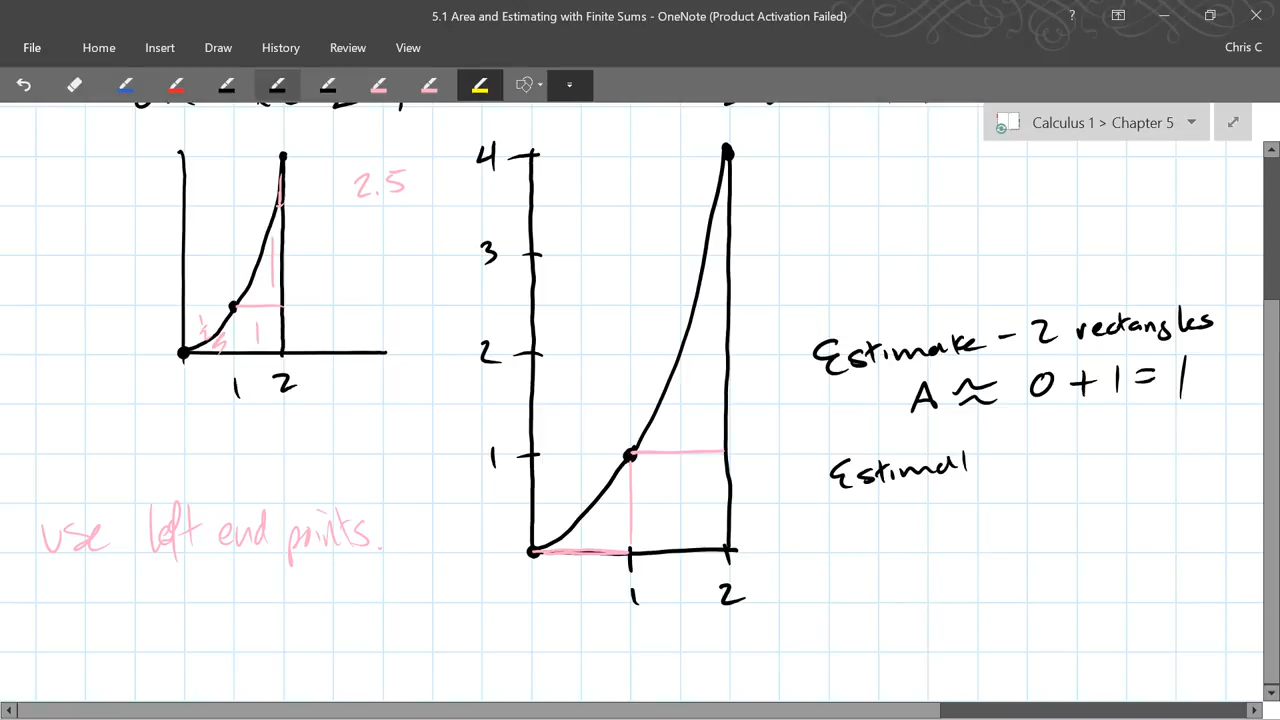 5.1 Area and Estimating with Finite Sums - OneNote (Product Activation Failed)
?
File Home Insert Draw History Review View
Chris C
Calculus 1 > Chapter 5
4
3
2
1
1 2
2.5
1
1
1 2
Estimate - 2 rectangles
A ≈ 0 + 1 = 1
Estimat
use left end points.